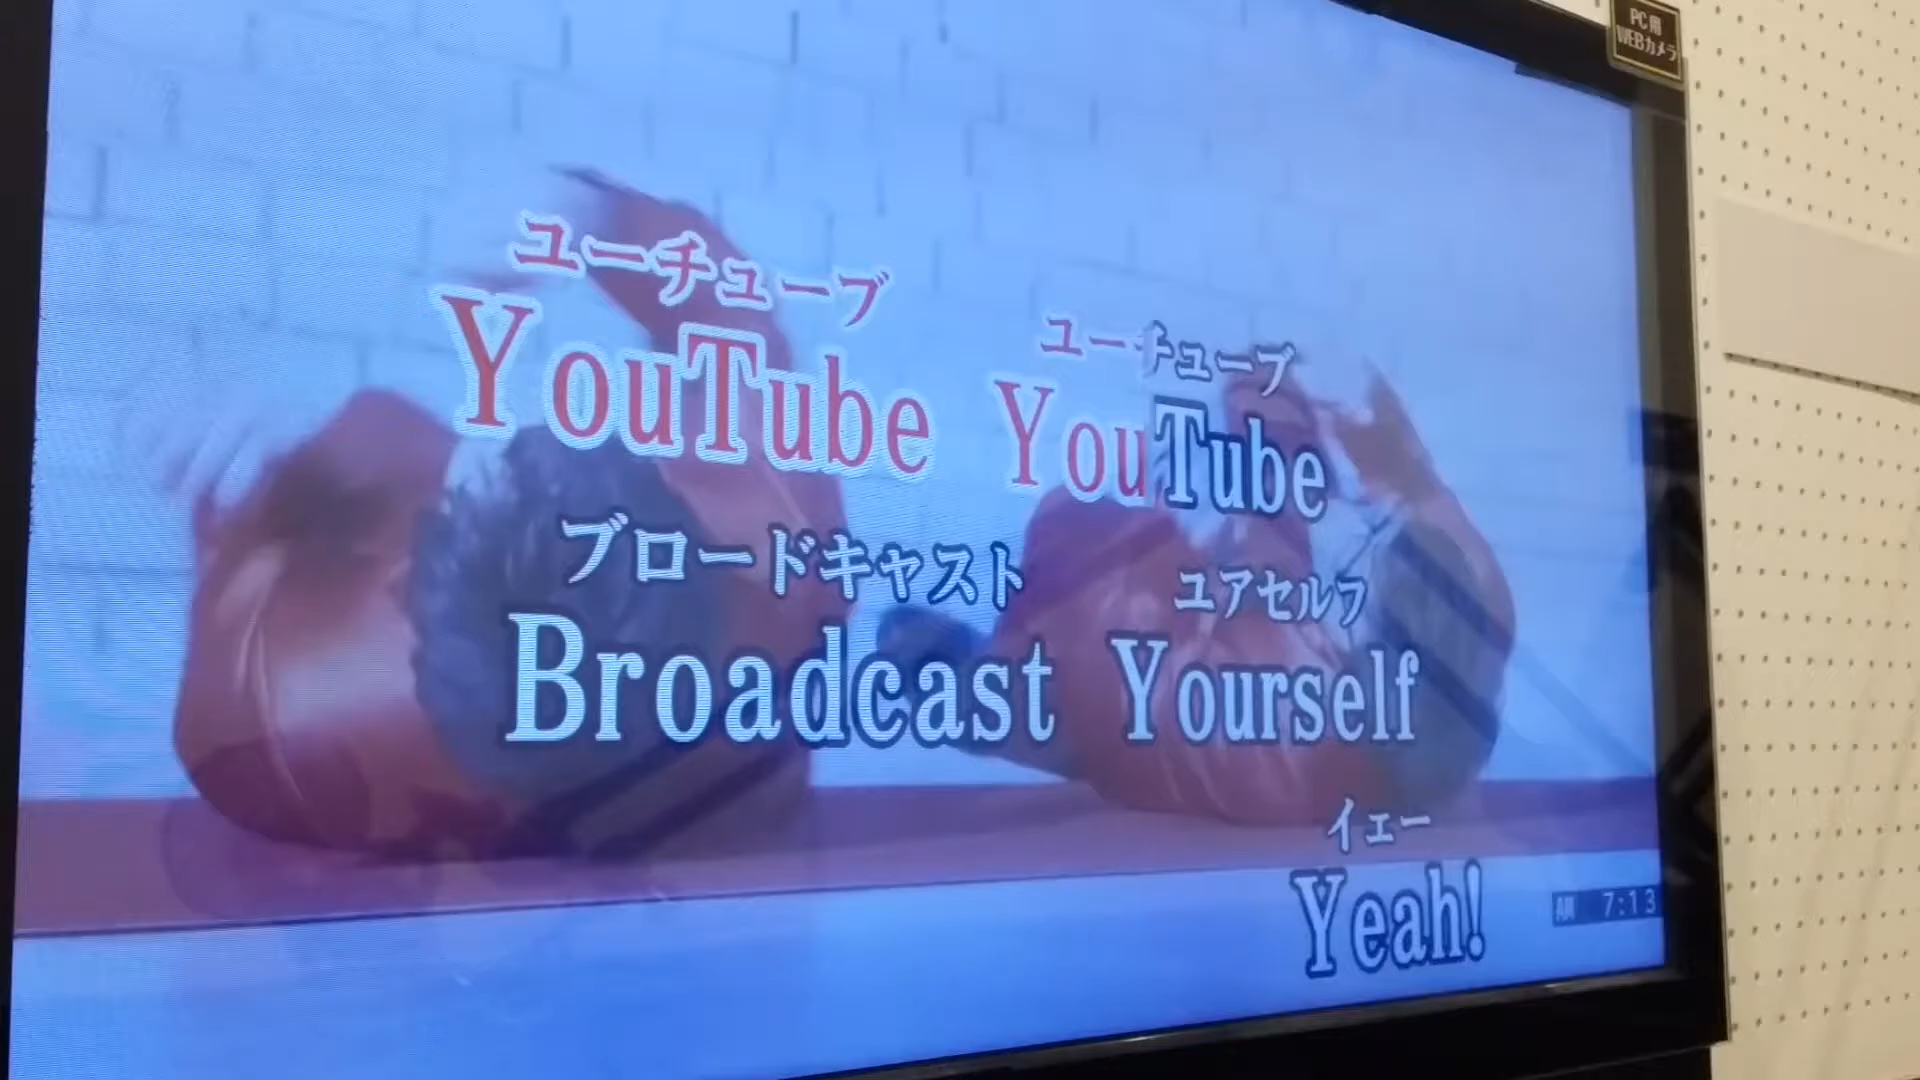 PC用
WEBカメラ
ユーチューブ ユーチューブ
YouTube YouTube
ブロードキャスト ユアセルフ
Broadcast Yourself
イェー
Yeah!
AM 7:13